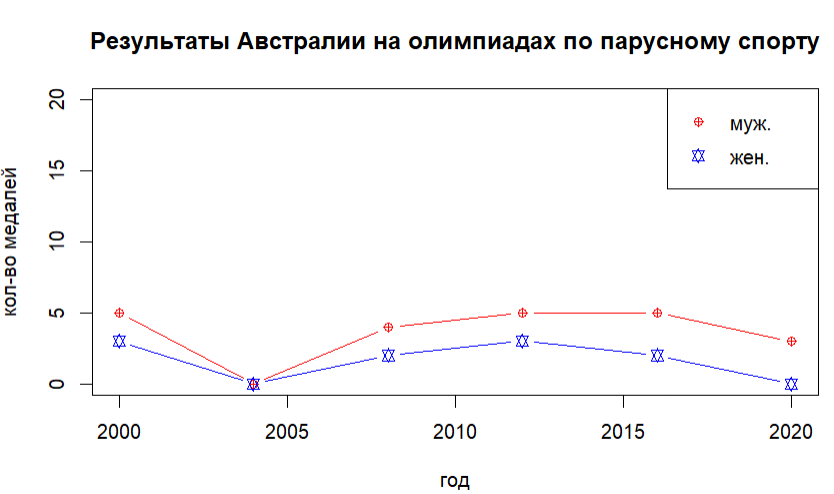 Результаты Австралии на олимпиадах по парусному спорту
кол-во медалей
20
15
10
5
0
муж.
жен.
2000 2005 2010 2015 2020
год